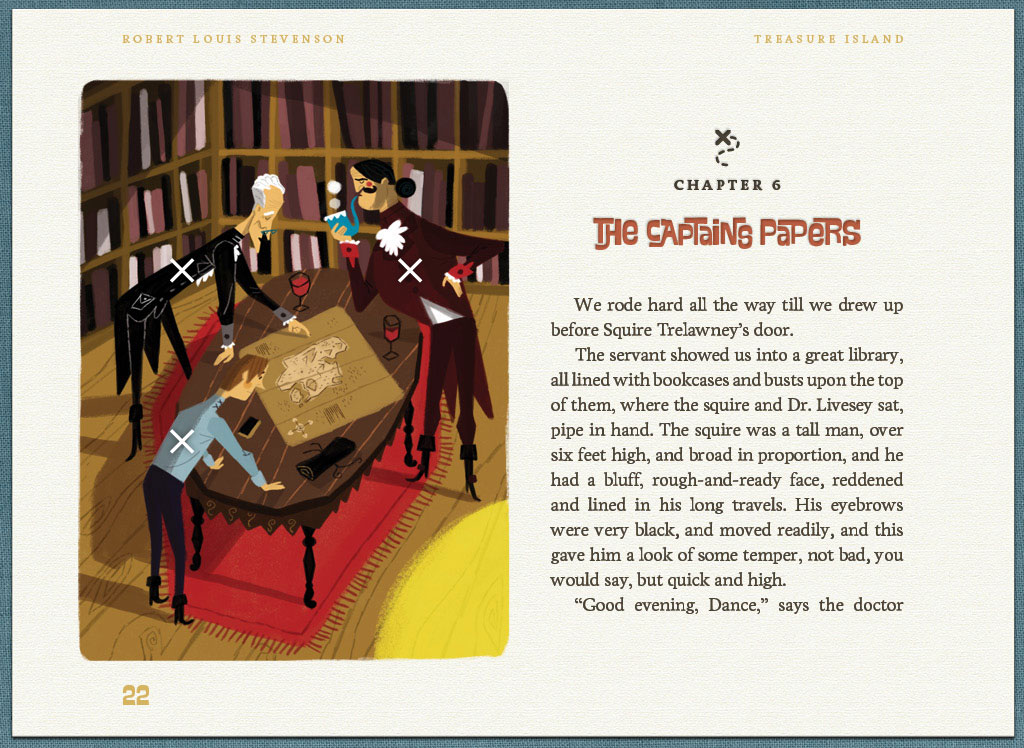 ROBERT LOUIS STEVENSON
TREASURE ISLAND
CHAPTER 6
THE CAPTAINS PAPERS
We rode hard all the way till we drew up
before Squire Trelawney’s door.
The servant showed us into a great library,
all lined with bookcases and busts upon the top
of them, where the squire and Dr. Livesey sat,
pipe in hand. The squire was a tall man, over
six feet high, and broad in proportion, and he
had a bluff, rough-and-ready face, reddened
and lined in his long travels. His eyebrows
were very black, and moved readily, and this
gave him a look of some temper, not bad, you
would say, but quick and high.
“Good evening, Dance,” says the doctor
22